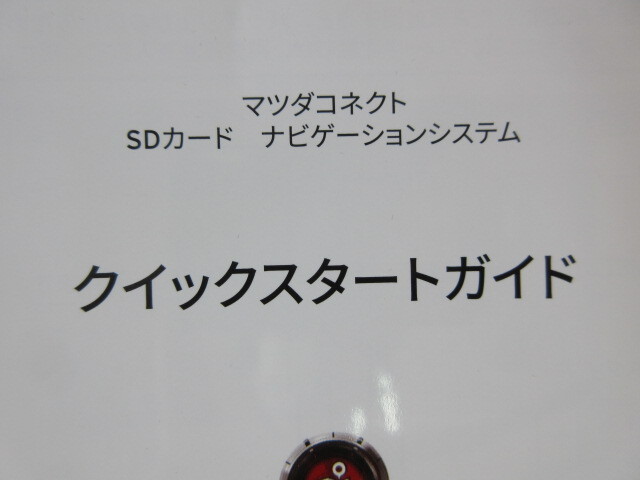 マツダコネクト
SDカード　ナビゲーションシステム
クイックスタートガイド